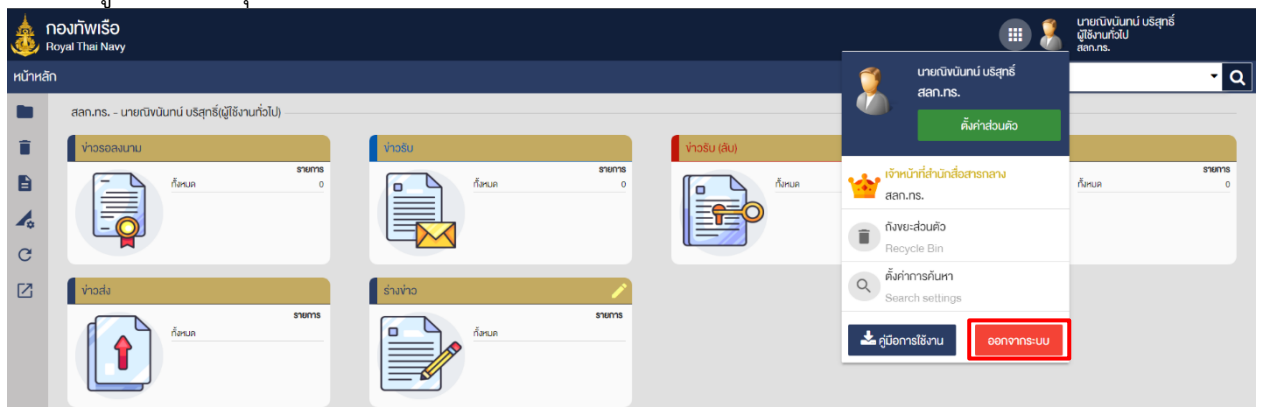 กองทัพเรือ
Royal Thai Navy
นายณิงนันทน์ บริสุทธิ์
ผู้ใช้งานทั่วไป
สลก.ทร.
หน้าหลัก
นายณิงนันทน์ บริสุทธิ์
สลก.ทร.
ตั้งค่าส่วนตัว
สลก.ทร. - นายณิงนันทน์ บริสุทธิ์(ผู้ใช้งานทั่วไป)
ข่าวรอลงนาม
รายการ
ทั้งหมด 0
ข่าวรับ
รายการ
ทั้งหมด 0
ข่าวรับ (ลับ)
ทั้งหมด
รายการ
ทั้งหมด 0
เจ้าหน้าที่สำนักสื่อสารกลาง
สลก.ทร.
ถังขยะส่วนตัว
Recycle Bin
ตั้งค่าการค้นหา
Search settings
คู่มือการใช้งาน
ออกจากระบบ
ข่าวส่ง
รายการ
ทั้งหมด
ร่างข่าว
รายการ
ทั้งหมด